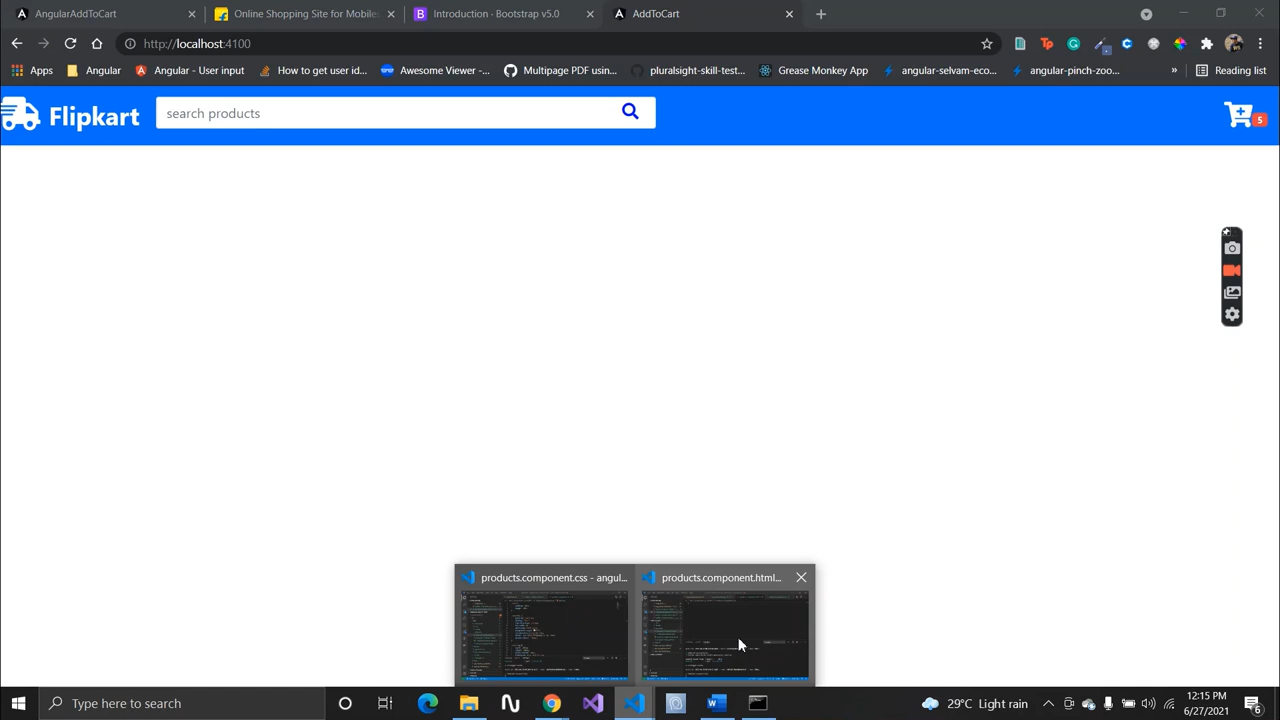 AngularAddToCart
Online Shopping Site for Mobiles
Introduction - Bootstrap v5.0
AddToCart
http://localhost:4100
Apps
Angular
Angular - User input
How to get user id...
AwesomeViewer -...
Multipage PDF usin...
pluralsight-skill-test...
Grease Monkey App
angular-selvam-eco...
angular-pinch-zoo...
»
Reading list
Flipkart
search products
5
products.component.css - angul...
products.component.html...
Type here to search
29°C Light rain
12:15 PM
6/27/2021
6